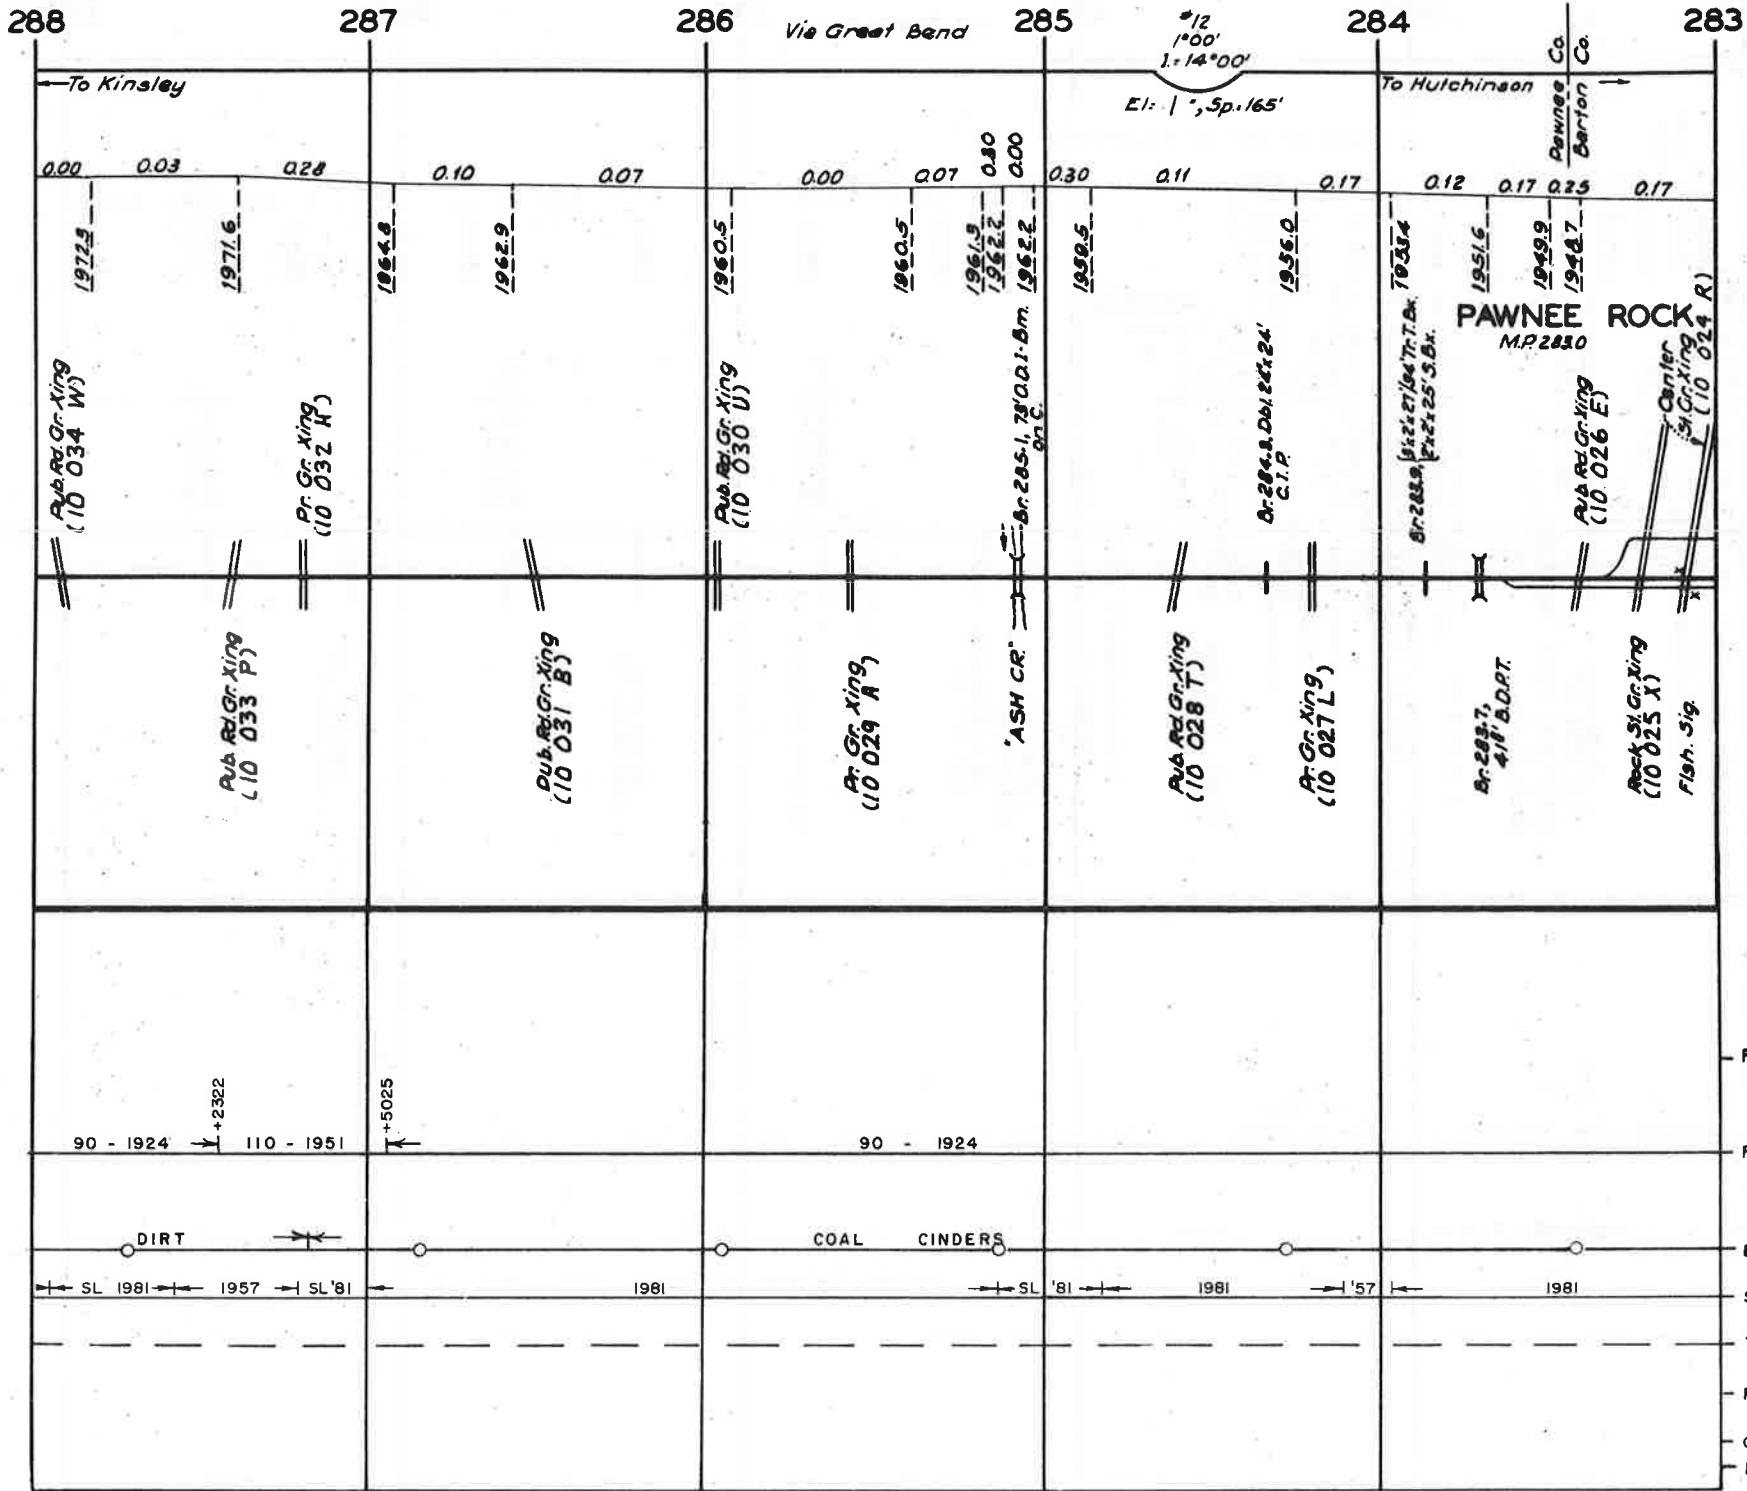 288
287
286
Via Great Bend
285
#12
1°00'
I.= 14°00'
284
283
Pawnee Co.
Barton Co.
←To Kinsley
El: 1", Sp.: 165'
To Hutchinson →
0.00 0.03 0.28 0.10 0.07 0.00 0.07 0.30 0.00 0.30 0.11 0.17 0.12 0.17 0.25 0.17
1971.6
1964.8
1962.9
1960.5
1960.5
1961.9
1962.2
1962.2
1959.5
1956.0
1953.4
1951.6
1949.9
1948.7
PAWNEE ROCK
M.P. 283.0
Pub. Rd. Gr. Xing
(10 034 W)
Pr. Gr. Xing
(10 032 H)
Pub. Rd. Gr. Xing
(10 030 U)
Br. 285.1, 73' O.D. I-Bm.
on C.
Br. 284.3, Dbl. 24"x24'
C.I.P.
Br. 283.9,
2'x2'x25' S. Bx.
Pub. Rd. Gr. Xing
(10 026 E)
Center
St. Gr. Xing
(10 024 R)
Pub. Rd. Gr. Xing
(10 033 P)
Pub. Rd. Gr. Xing
(10 031 B)
Pr. Gr. Xing
(10 029 A)
"ASH CR."
Pub. Rd. Gr. Xing
(10 028 T)
Pr. Gr. Xing
(10 027 L)
Br. 283.7,
B.D.P.T.
Rock St. Gr. Xing
(10 025 X)
Flsh. Sig.
+2322
+5025
90 - 1924 110 - 1951 90 - 1924
DIRT COAL CINDERS
SL 1981 1957 SL '81 1981 SL '81 1981 '57 1981